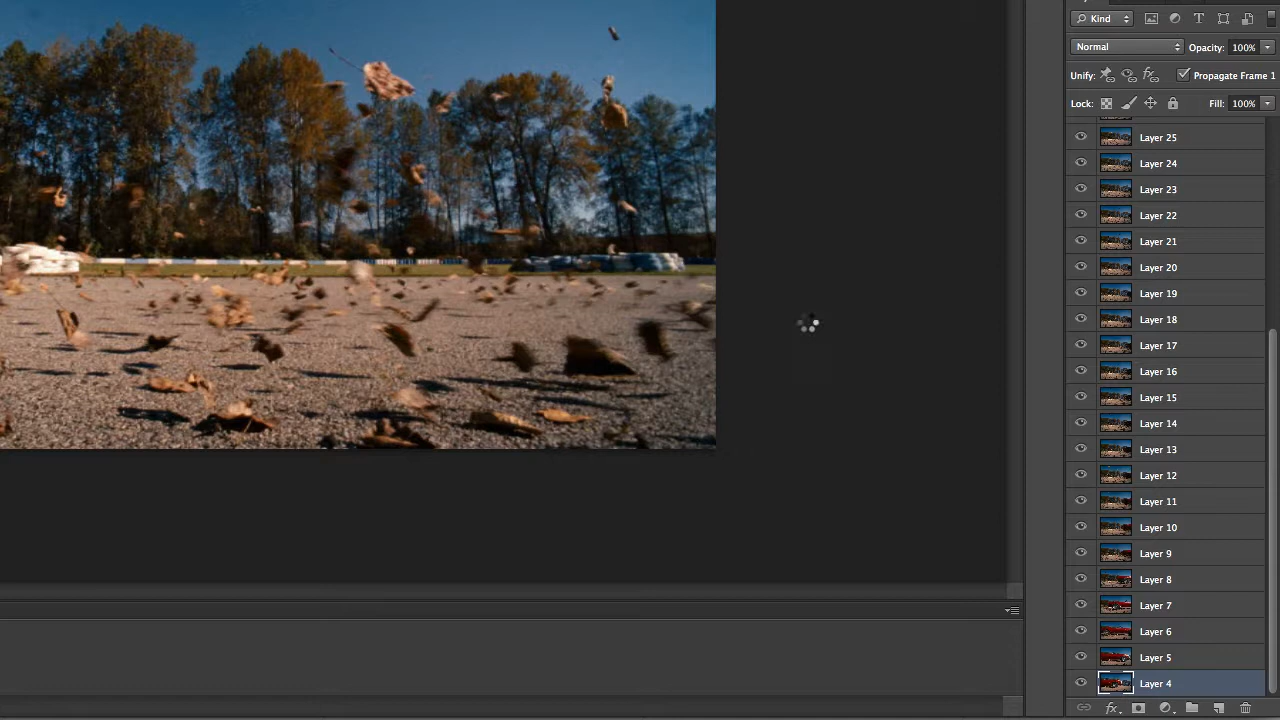 Kind
Normal Opacity: 100%
Unify: Propagate Frame 1
Lock: Fill: 100%
Layer 25
Layer 24
Layer 23
Layer 22
Layer 21
Layer 20
Layer 19
Layer 18
Layer 17
Layer 16
Layer 15
Layer 14
Layer 13
Layer 12
Layer 11
Layer 10
Layer 9
Layer 8
Layer 7
Layer 6
Layer 5
Layer 4
fx